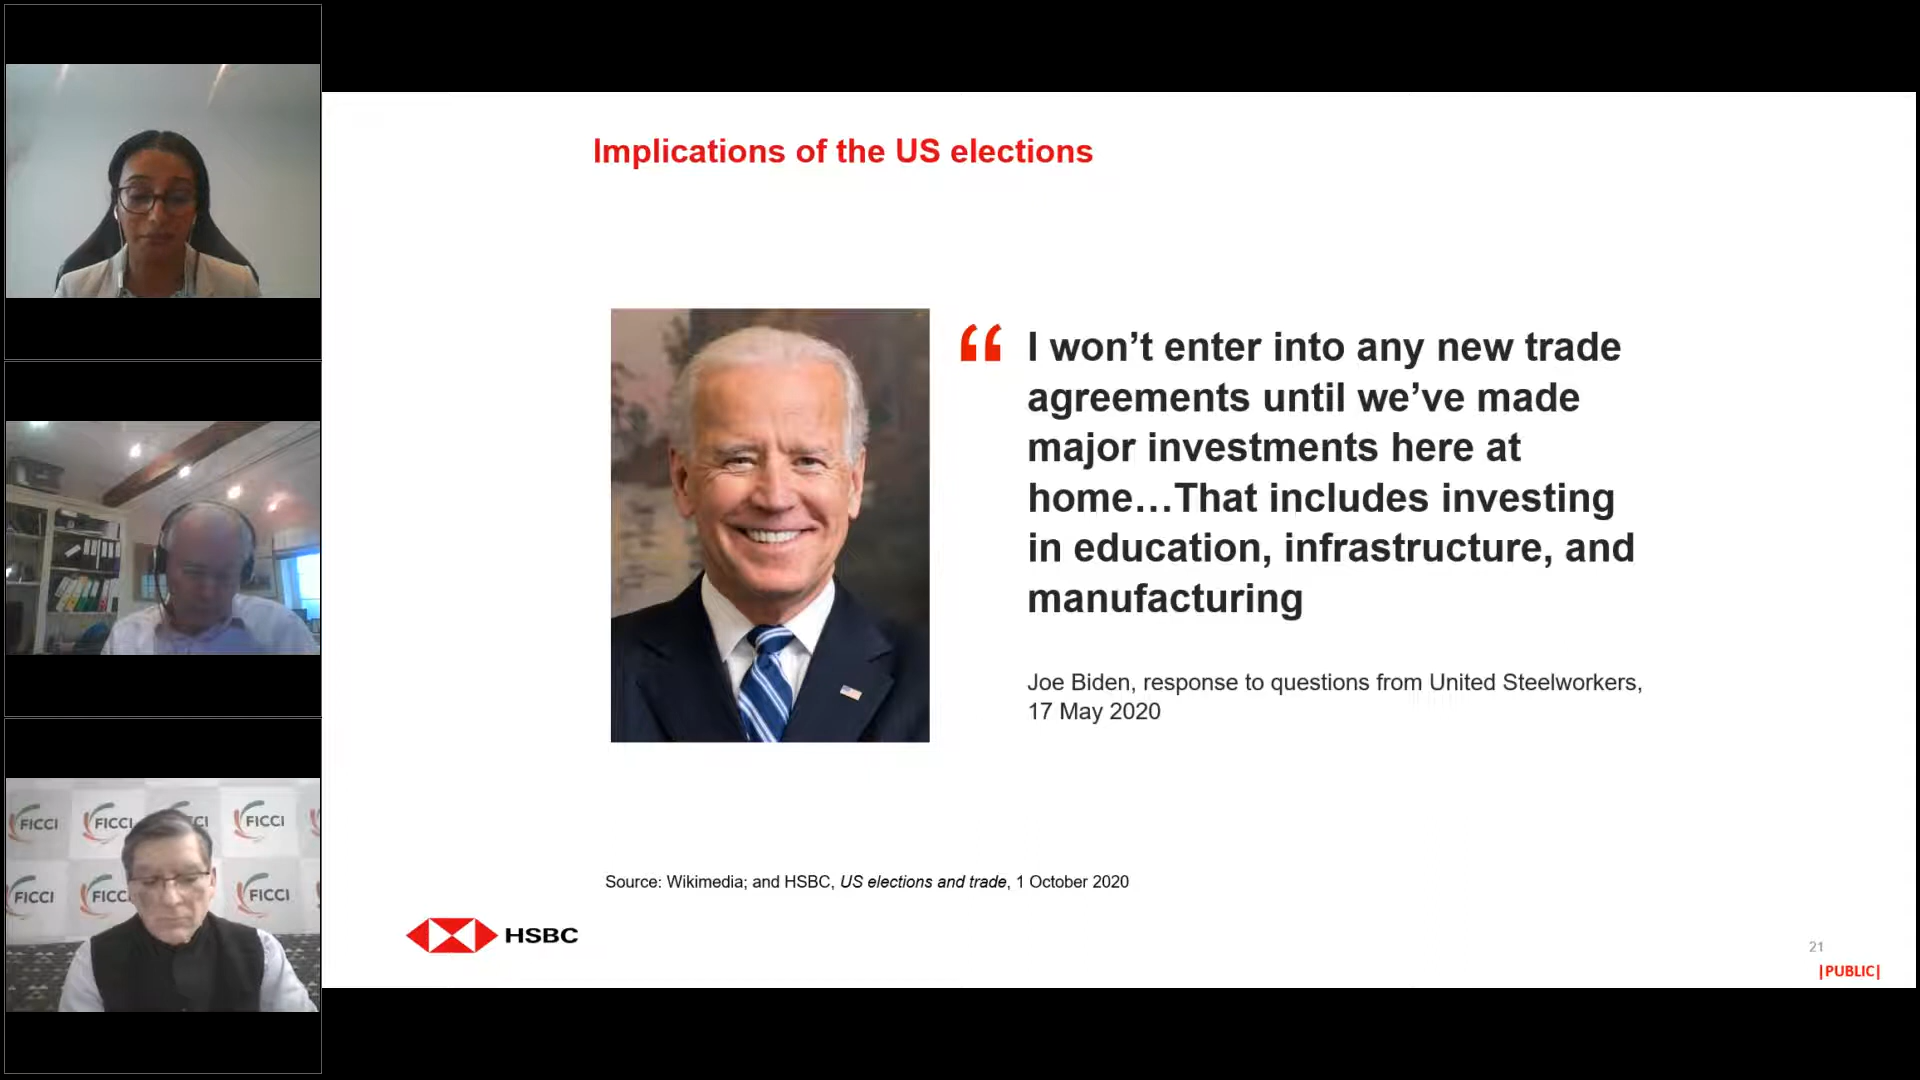 Implications of the US elections
“ I won’t enter into any new trade
agreements until we’ve made
major investments here at
home…That includes investing
in education, infrastructure, and
manufacturing
Joe Biden, response to questions from United Steelworkers,
17 May 2020
Source: Wikimedia; and HSBC, US elections and trade, 1 October 2020
HSBC
21
|PUBLIC|
FICCI FICCI CCI FICCI
FICCI FICC FICCI